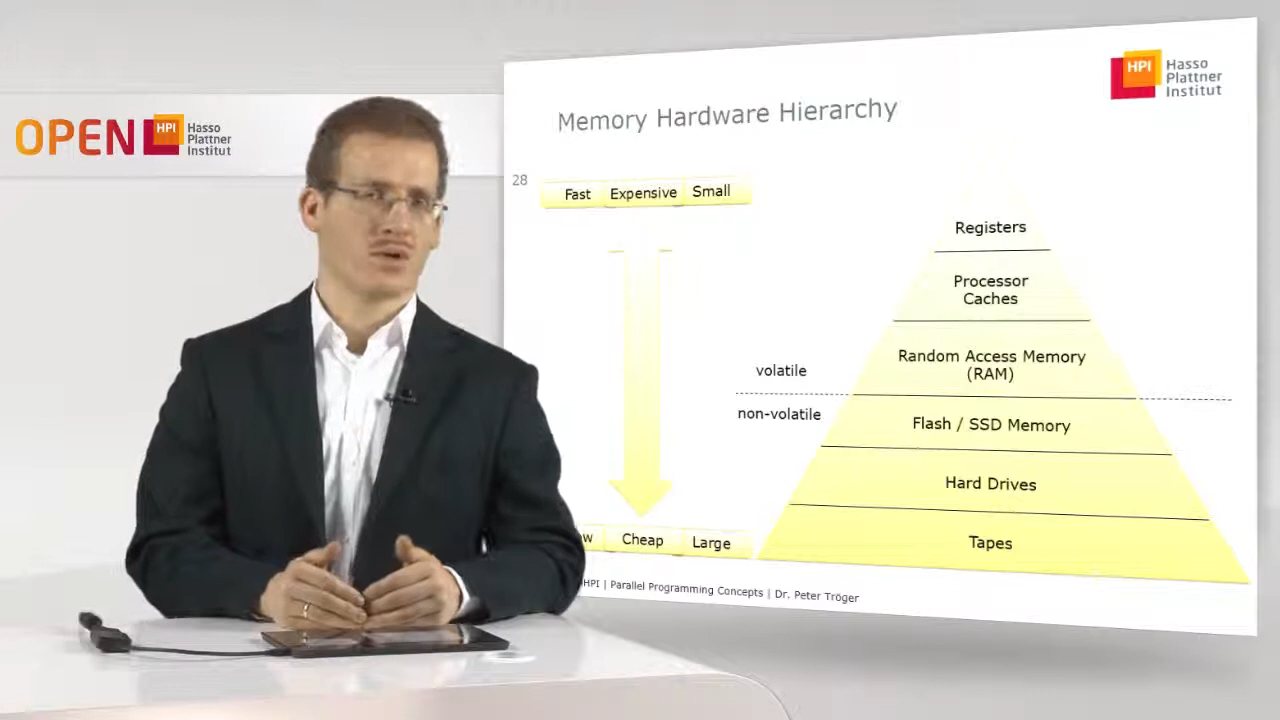 OPEN HPI Hasso
Plattner
Institut
HPI Hasso
Plattner
Institut
Memory Hardware Hierarchy
28
Fast Expensive Small
Registers
Processor
Caches
Random Access Memory
(RAM)
volatile
non-volatile
Flash / SSD Memory
Hard Drives
Tapes
Cheap Large
HPI | Parallel Programming Concepts | Dr. Peter Tröger